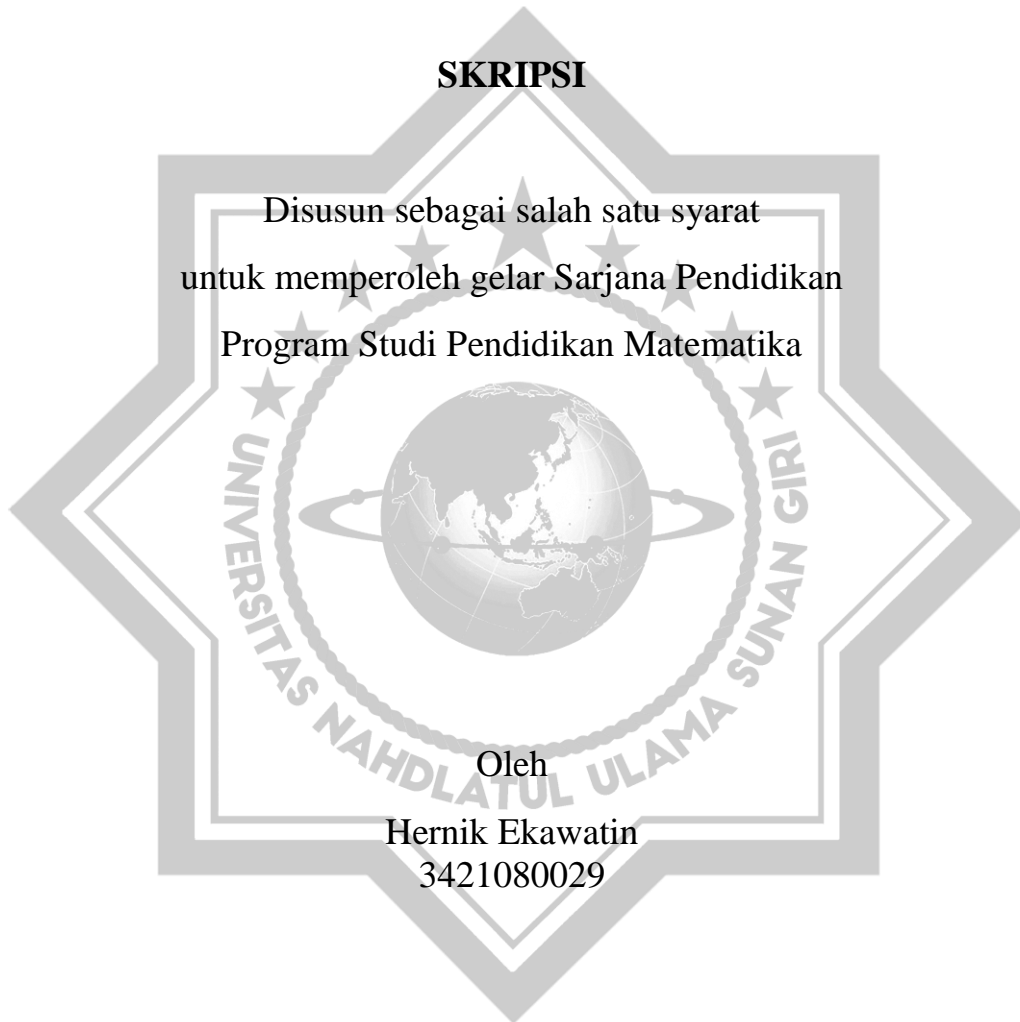 SKRIPSI
Disusun sebagai salah satu syarat
untuk memperoleh gelar Sarjana Pendidikan
Program Studi Pendidikan Matematika
UNIVERSITAS NAHDLATUL ULAMA SUNAN GIRI
Oleh
Hernik Ekawatin
3421080029